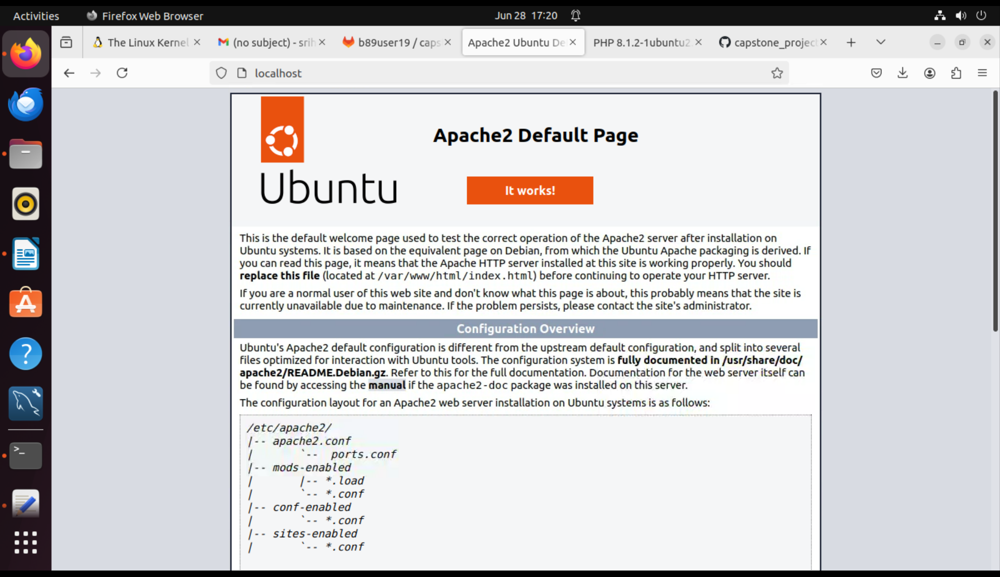 Activities Firefox Web Browser Jun 28 17:20
The Linux Kernel (no subject) - srih b89user19 / caps Apache2 Ubuntu De PHP 8.1.2-1ubuntu2. capstone_project
localhost
Apache2 Default Page
Ubuntu
It works!
This is the default welcome page used to test the correct operation of the Apache2 server after installation on
Ubuntu systems. It is based on the equivalent page on Debian, from which the Ubuntu Apache packaging is derived. If
you can read this page, it means that the Apache HTTP server installed at this site is working properly. You should
replace this file (located at /var/www/html/index.html) before continuing to operate your HTTP server.
If you are a normal user of this web site and don't know what this page is about, this probably means that the site is
currently unavailable due to maintenance. If the problem persists, please contact the site's administrator.
Configuration Overview
Ubuntu's Apache2 default configuration is different from the upstream default configuration, and split into several
files optimized for interaction with Ubuntu tools. The configuration system is fully documented in /usr/share/doc/
apache2/README.Debian.gz. Refer to this for the full documentation. Documentation for the web server itself can
be found by accessing the manual if the apache2-doc package was installed on this server.
The configuration layout for an Apache2 web server installation on Ubuntu systems is as follows:
/etc/apache2/
|-- apache2.conf
|       `--  ports.conf
|-- mods-enabled
|       |-- *.load
|       `-- *.conf
|-- conf-enabled
|       `-- *.conf
|-- sites-enabled
|       `-- *.conf